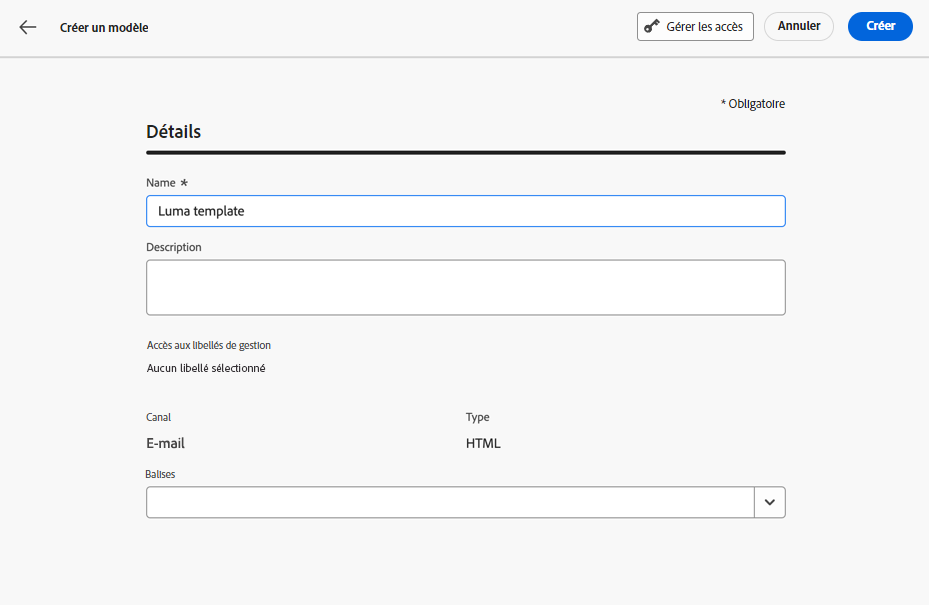 Créer un modèle
Gérer les accès
Annuler
Créer
* Obligatoire
Détails
Name *
Luma template
Description
Accès aux libellés de gestion
Aucun libellé sélectionné
Canal
Type
E-mail
HTML
Balises